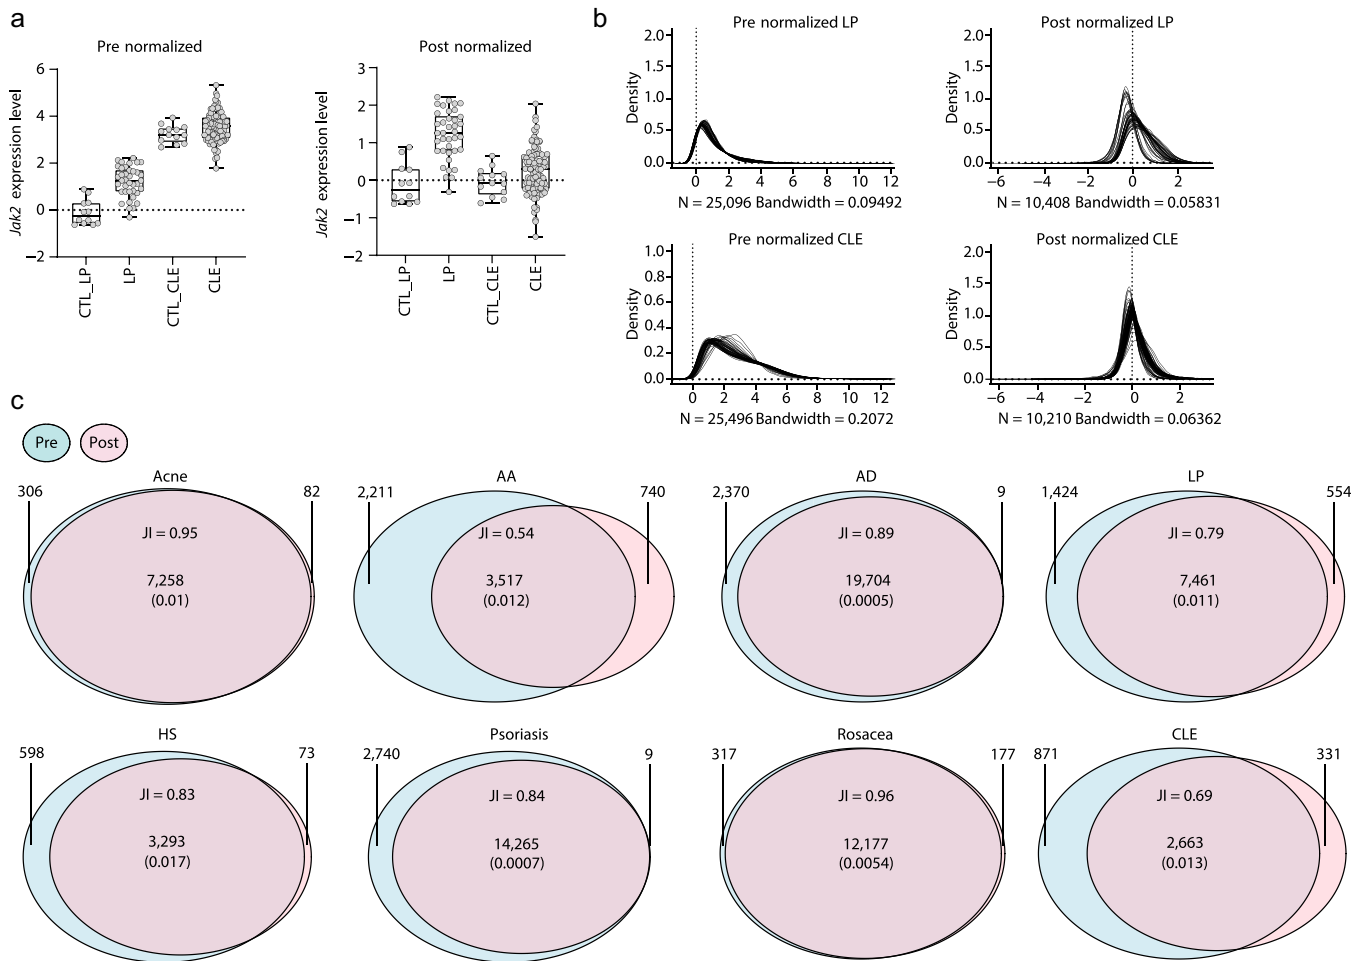 a
Pre normalized
Jak2 expression level
6
4
2
0
−2
CTL_LP
LP
CTL_CLE
CLE
Post normalized
Jak2 expression level
3
2
1
0
−1
−2
CTL_LP
LP
CTL_CLE
CLE
b
Pre normalized LP
Density
2.0
1.5
1.0
0.5
0.0
0 2 4 6 8 10 12
N = 25,096 Bandwidth = 0.09492
Post normalized LP
Density
2.0
1.5
1.0
0.5
0.0
−6 −4 −2 0 2
N = 10,408 Bandwidth = 0.05831
Pre normalized CLE
Density
1.0
0.8
0.6
0.4
0.2
0.0
0 2 4 6 8 10 12
N = 25,496 Bandwidth = 0.2072
Post normalized CLE
Density
2.0
1.5
1.0
0.5
0.0
−6 −4 −2 0 2
N = 10,210 Bandwidth = 0.06362
c
Pre Post
Acne
306 82
JI = 0.95
7,258
(0.01)
AA
2,211 740
JI = 0.54
3,517
(0.012)
AD
2,370 9
JI = 0.89
19,704
(0.0005)
LP
1,424 554
JI = 0.79
7,461
(0.011)
HS
598 73
JI = 0.83
3,293
(0.017)
Psoriasis
2,740 9
JI = 0.84
14,265
(0.0007)
Rosacea
317 177
JI = 0.96
12,177
(0.0054)
CLE
871 331
JI = 0.69
2,663
(0.013)